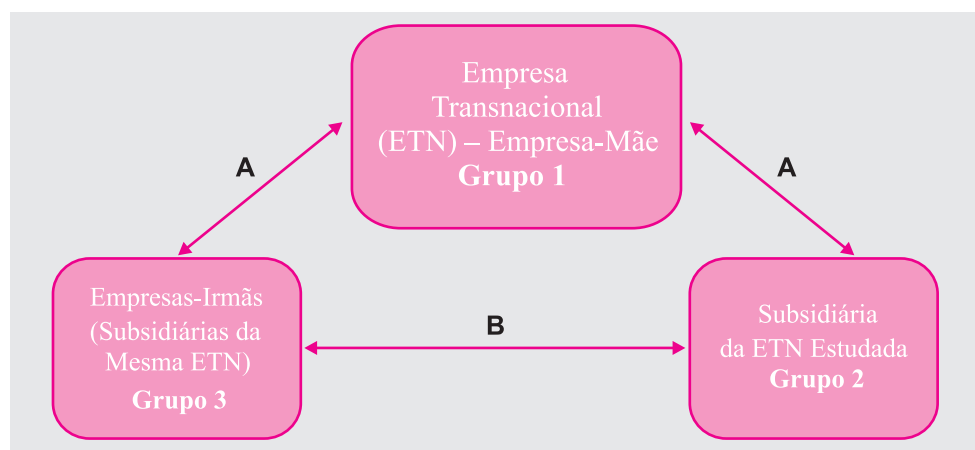 Empresa
Transnacional
(ETN) – Empresa-Mãe
Grupo 1
A
A
Empresas-Irmãs
(Subsidiárias da
Mesma ETN)
Grupo 3
B
Subsidiária
da ETN Estudada
Grupo 2